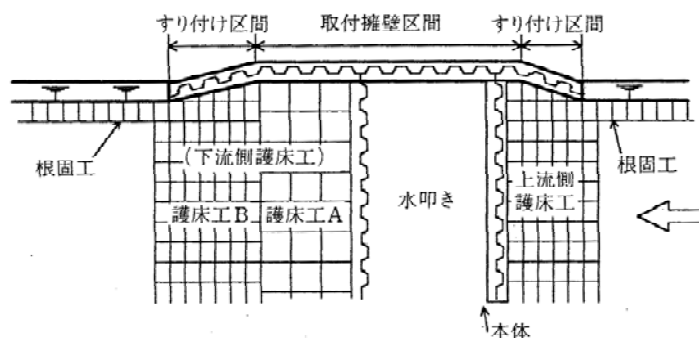 すり付け区間
取付擁壁区間
すり付け区間
根固工
(下流側護床工)
護床工B
護床工A
水叩き
上流側
護床工
根固工
本体